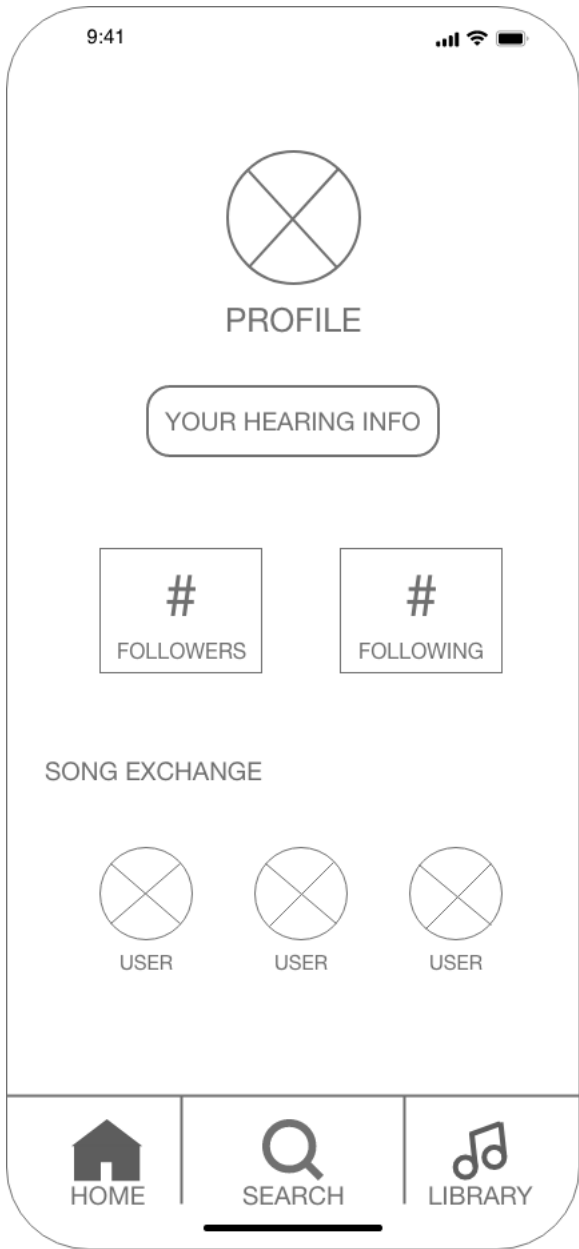 9:41
PROFILE
YOUR HEARING INFO
# #
FOLLOWERS FOLLOWING
SONG EXCHANGE
USER USER USER
HOME SEARCH LIBRARY